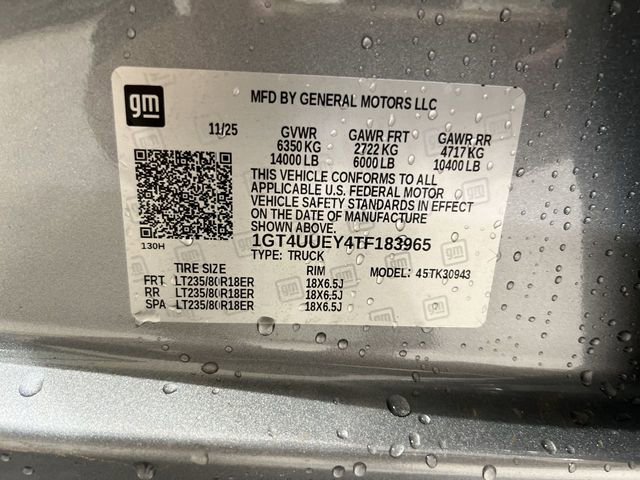 gm
MFD BY GENERAL MOTORS LLC
11/25 GVWR GAWR FRT GAWR RR
6350 KG 2722 KG 4717 KG
14000 LB 6000 LB 10400 LB
THIS VEHICLE CONFORMS TO ALL
APPLICABLE U.S. FEDERAL MOTOR
VEHICLE SAFETY STANDARDS IN EFFECT
ON THE DATE OF MANUFACTURE
SHOWN ABOVE.
130H
1GT4UUEY4TF183965
TYPE: TRUCK
TIRE SIZE RIM MODEL: 45TK30943
FRT LT235/80R18ER 18X6.5J
RR LT235/80R18ER 18X6.5J
SPA LT235/80R18ER 18X6.5J